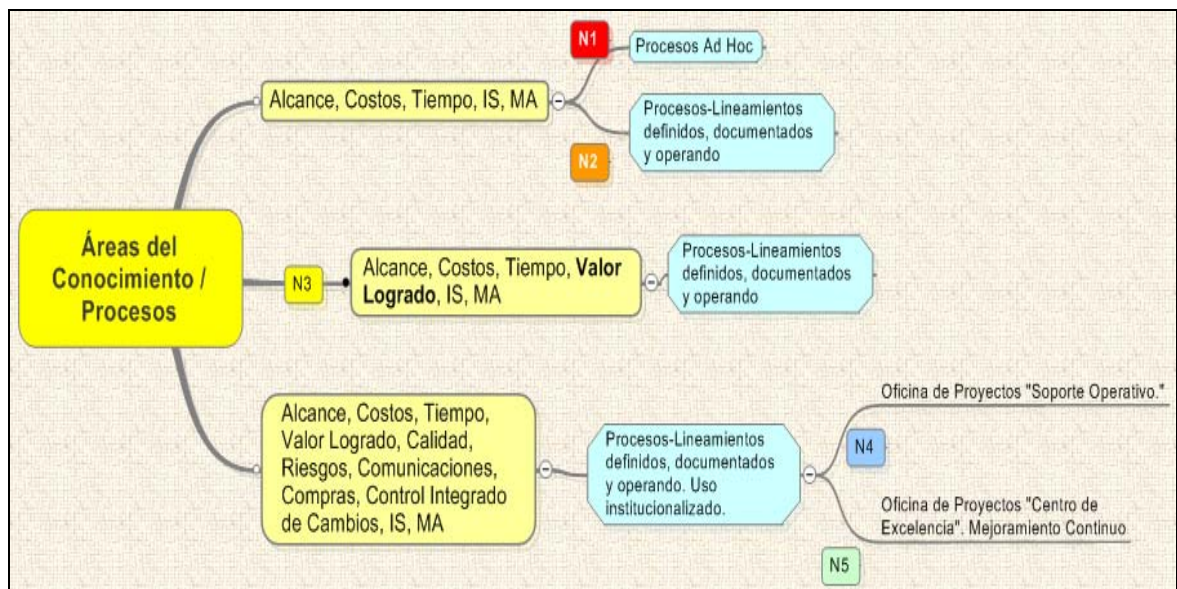 Áreas del
Conocimiento /
Procesos
Alcance, Costos, Tiempo, IS, MA
N1
Procesos Ad Hoc
N2
Procesos-Lineamientos
definidos, documentados
y operando
N3
Alcance, Costos, Tiempo, Valor
Logrado, IS, MA
Procesos-Lineamientos
definidos, documentados
y operando
Alcance, Costos, Tiempo,
Valor Logrado, Calidad,
Riesgos, Comunicaciones,
Compras, Control Integrado
de Cambios, IS, MA
Procesos-Lineamientos
definidos, documentados
y operando. Uso
institucionalizado.
Oficina de Proyectos "Soporte Operativo."
N4
Oficina de Proyectos "Centro de
Excelencia". Mejoramiento Continuo
N5